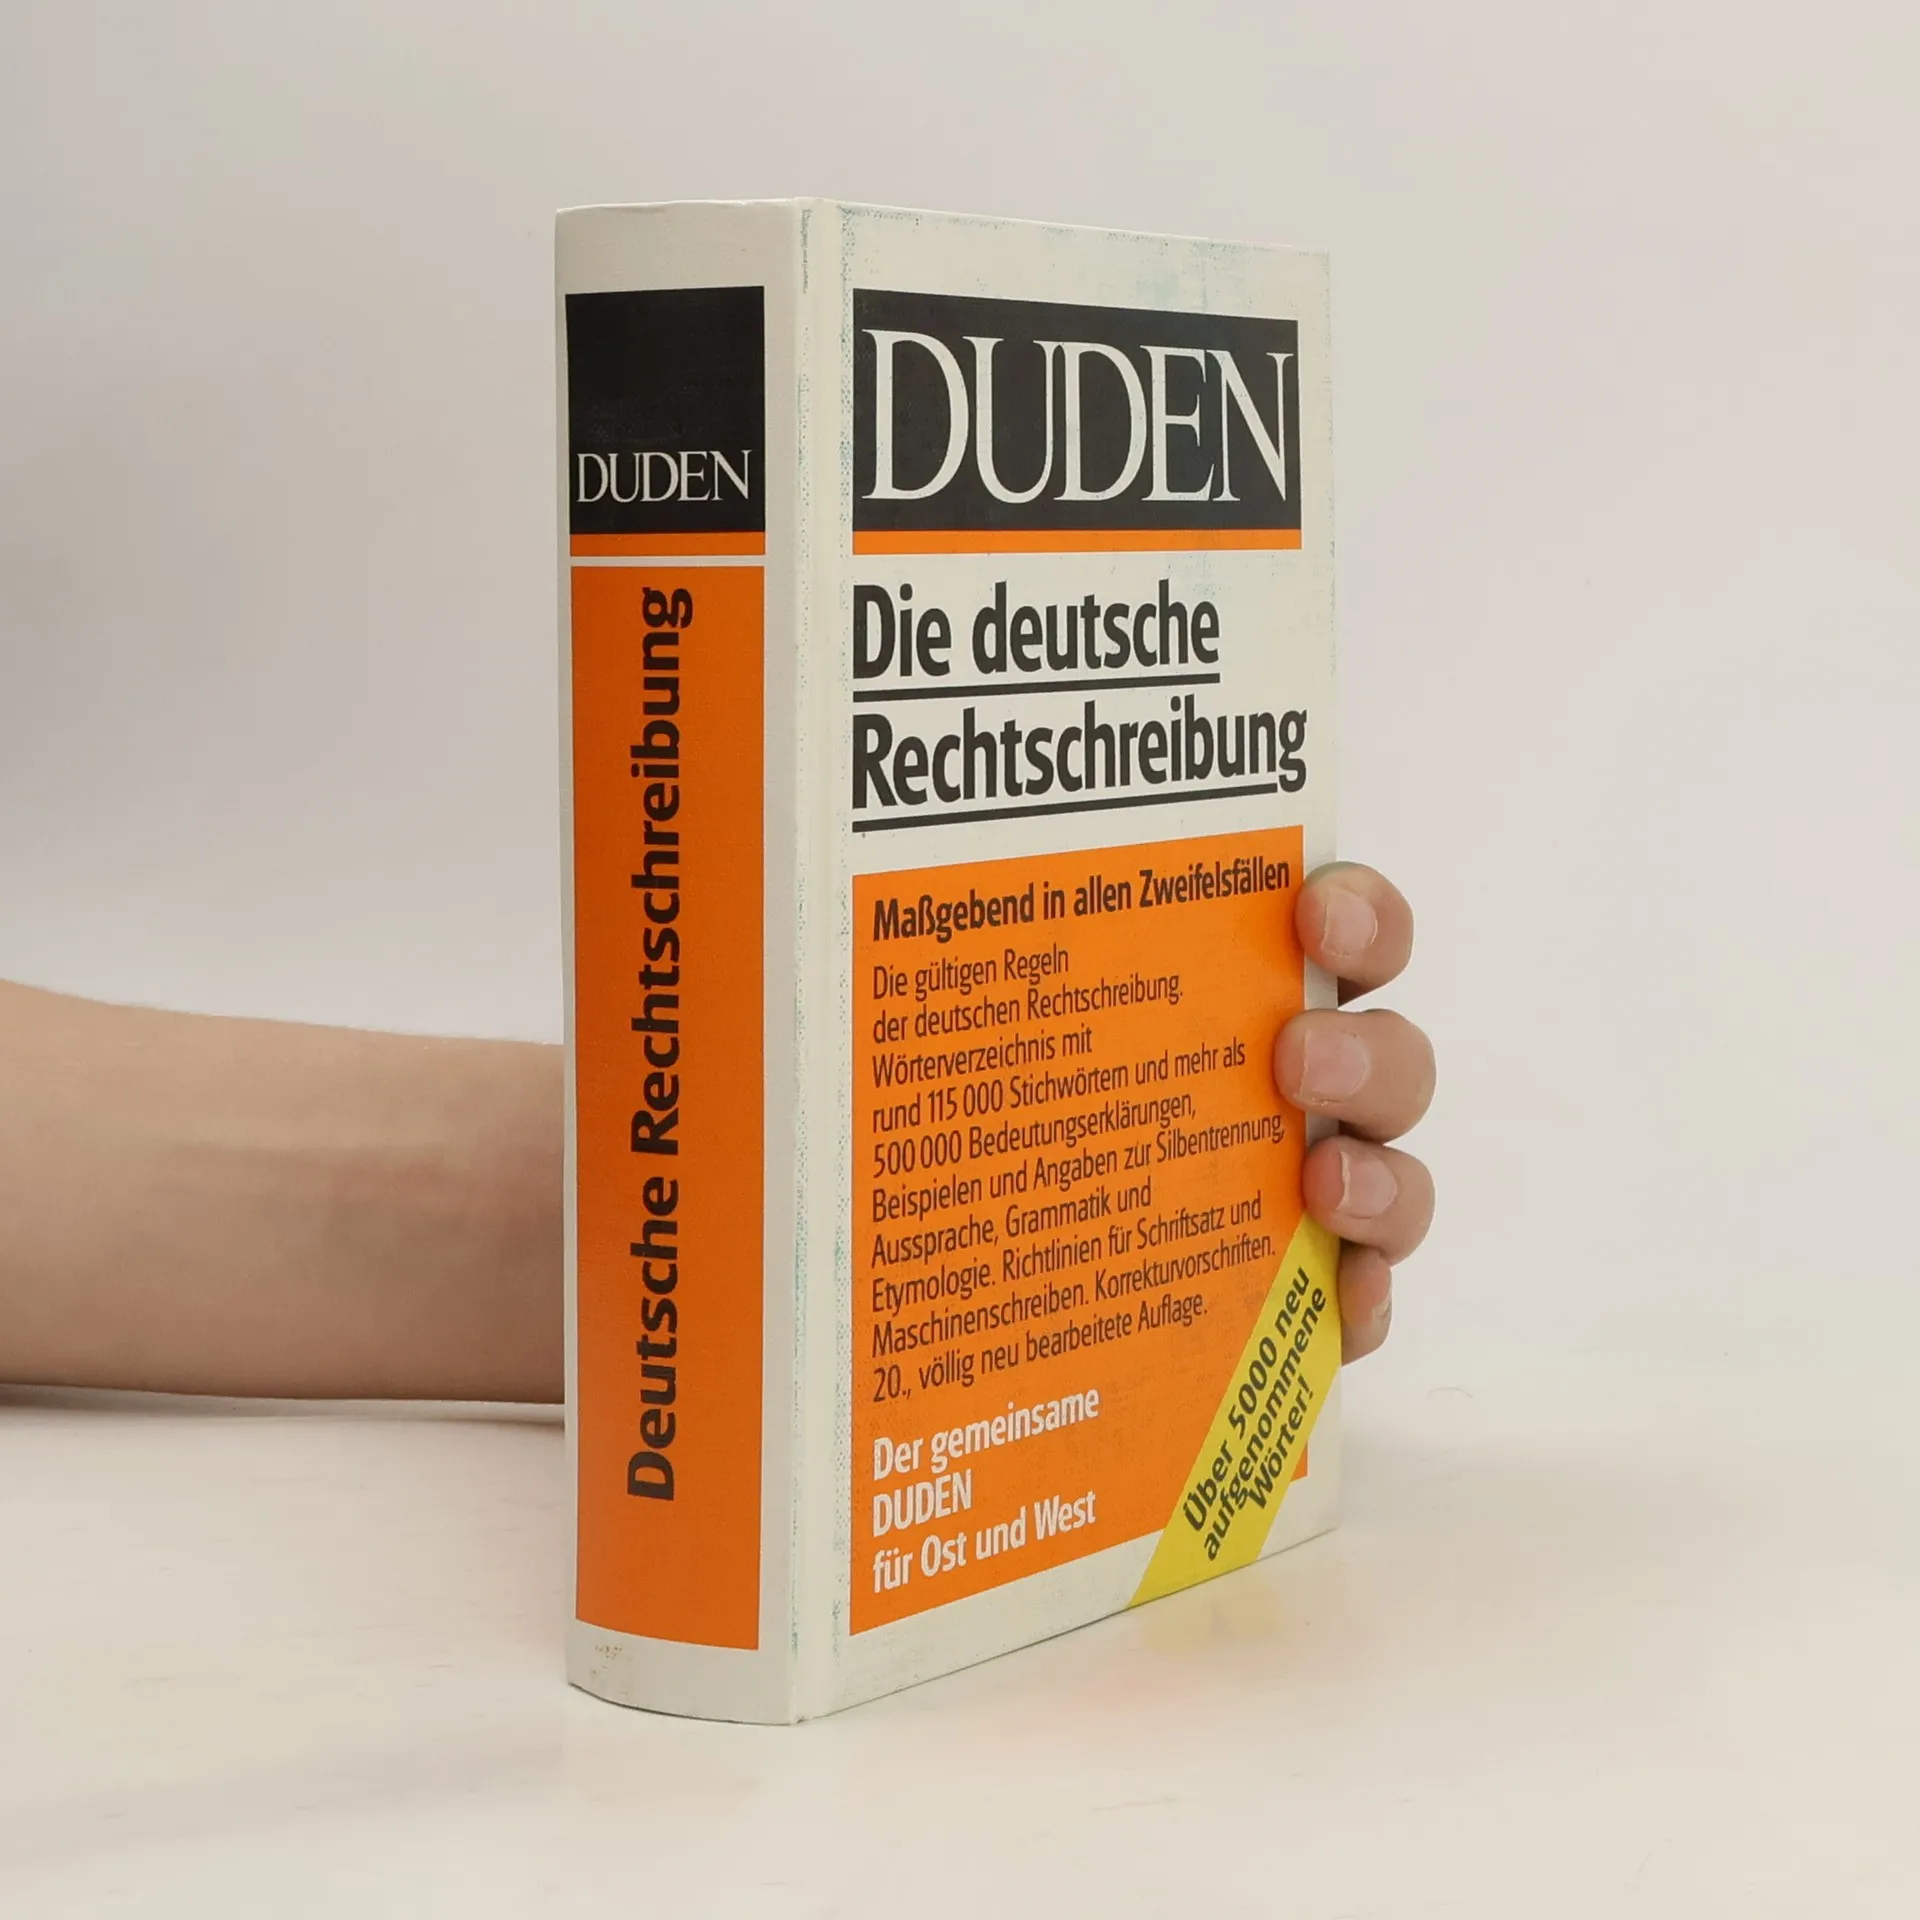 DUDEN
Deutsche Rechtschreibung
DUDEN
Die deutsche
Rechtschreibung
Maßgebend in allen Zweifelsfällen
Die gültigen Regeln
der deutschen Rechtschreibung.
Wörterverzeichnis mit
rund 115 000 Stichwörtern und mehr als
500 000 Bedeutungserklärungen,
Beispielen und Angaben zur Silbentrennung,
Aussprache, Grammatik und
Etymologie. Richtlinien für Schriftsatz und
Maschinenschreiben. Korrekturvorschriften.
20., völlig neu bearbeitete Auflage.
Der gemeinsame
DUDEN
für Ost und West
Über 5000 neu
aufgenommene
Wörter!